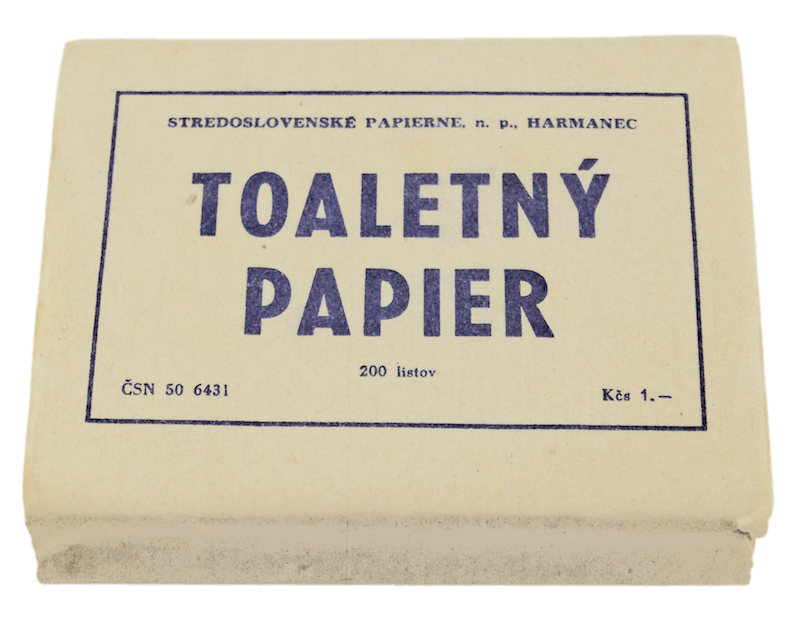 STREDOSLOVENSKÉ PAPIERNE, n. p., HARMANEC
TOALETNÝ
PAPIER
200 listov
ČSN 50 6431
Kčs 1.—